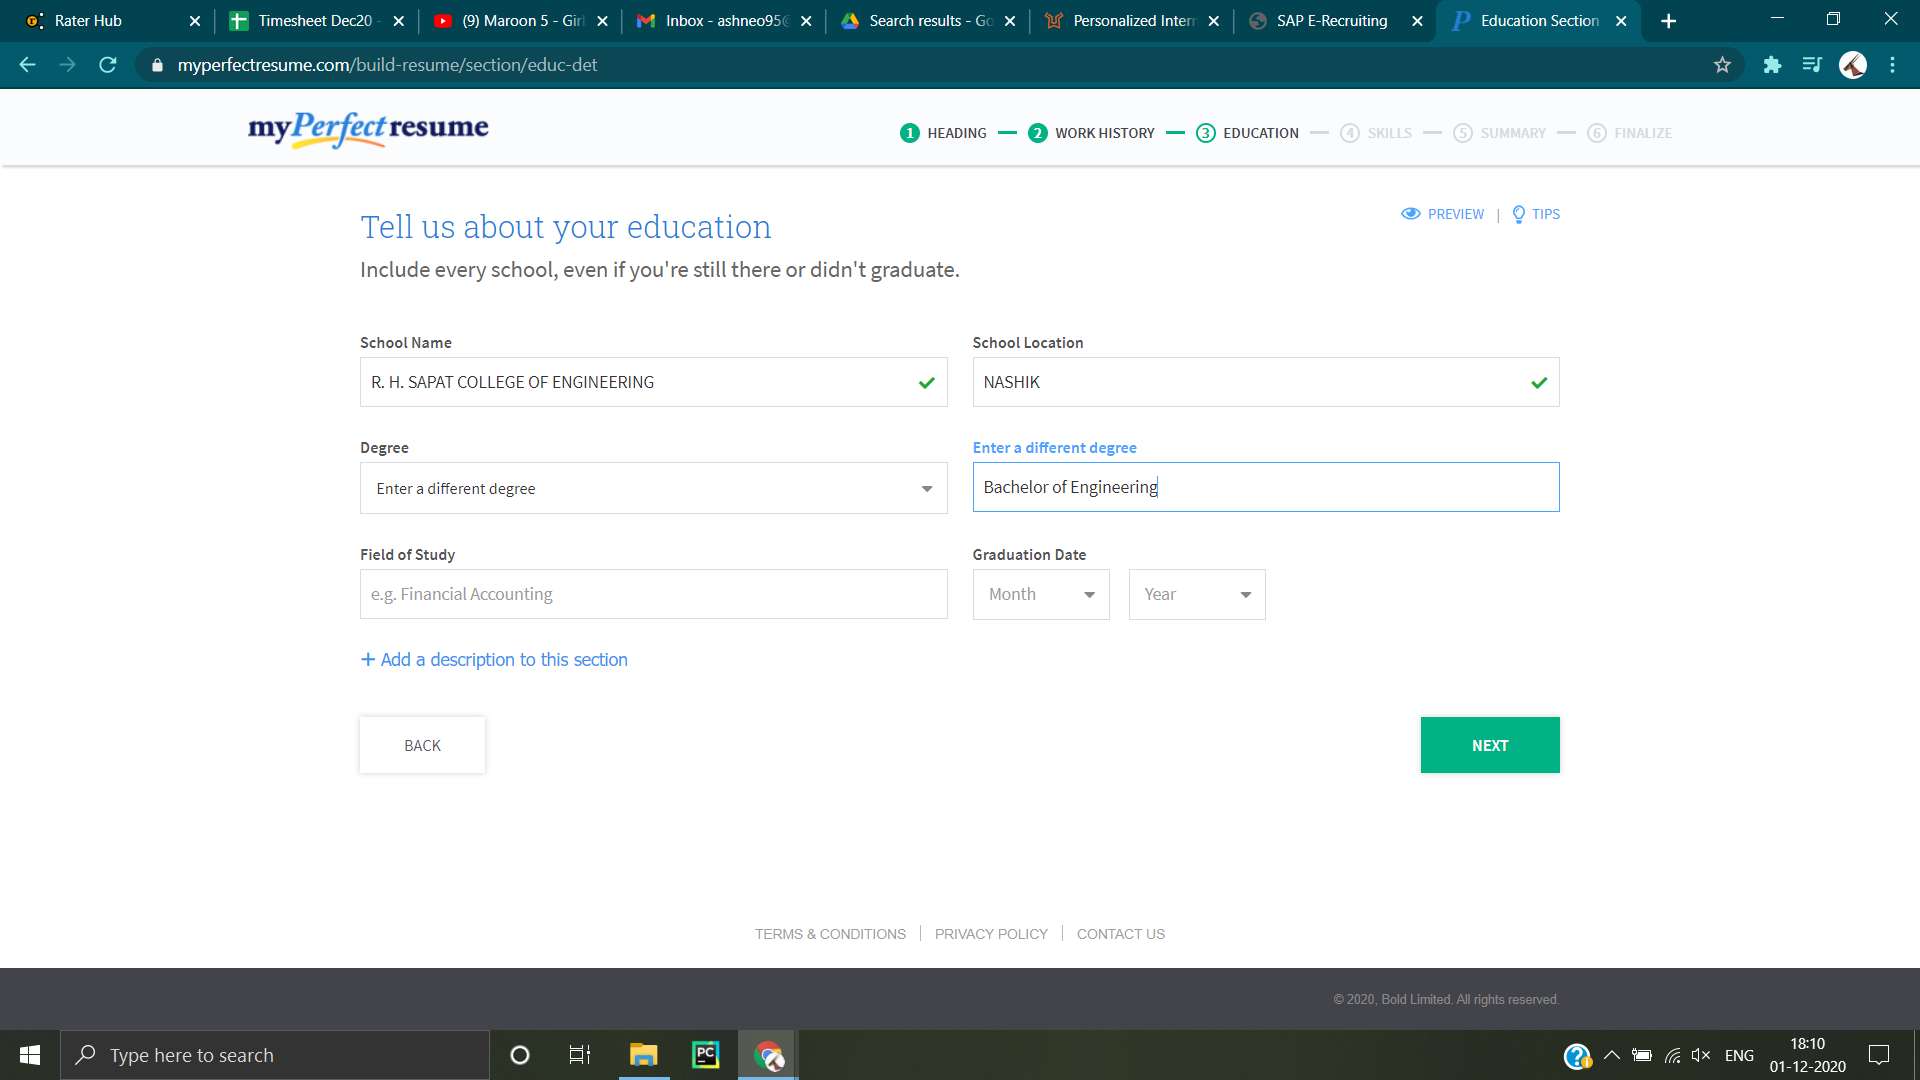 Rater Hub
Timesheet Dec20 -
(9) Maroon 5 - Girl
Inbox - ashneo95@
Search results - Go
Personalized Intern
SAP E-Recruiting
Education Section
myperfectresume.com/build-resume/section/educ-det
myPerfectresume
1 HEADING
2 WORK HISTORY
3 EDUCATION
4 SKILLS
5 SUMMARY
6 FINALIZE
Tell us about your education
PREVIEW | TIPS
Include every school, even if you're still there or didn't graduate.
School Name
School Location
R. H. SAPAT COLLEGE OF ENGINEERING
NASHIK
Degree
Enter a different degree
Enter a different degree
Bachelor of Engineering
Field of Study
Graduation Date
e.g. Financial Accounting
Month
Year
+ Add a description to this section
BACK
NEXT
TERMS & CONDITIONS
PRIVACY POLICY
CONTACT US
© 2020, Bold Limited. All rights reserved.
Type here to search
PC
ENG
18:10
01-12-2020